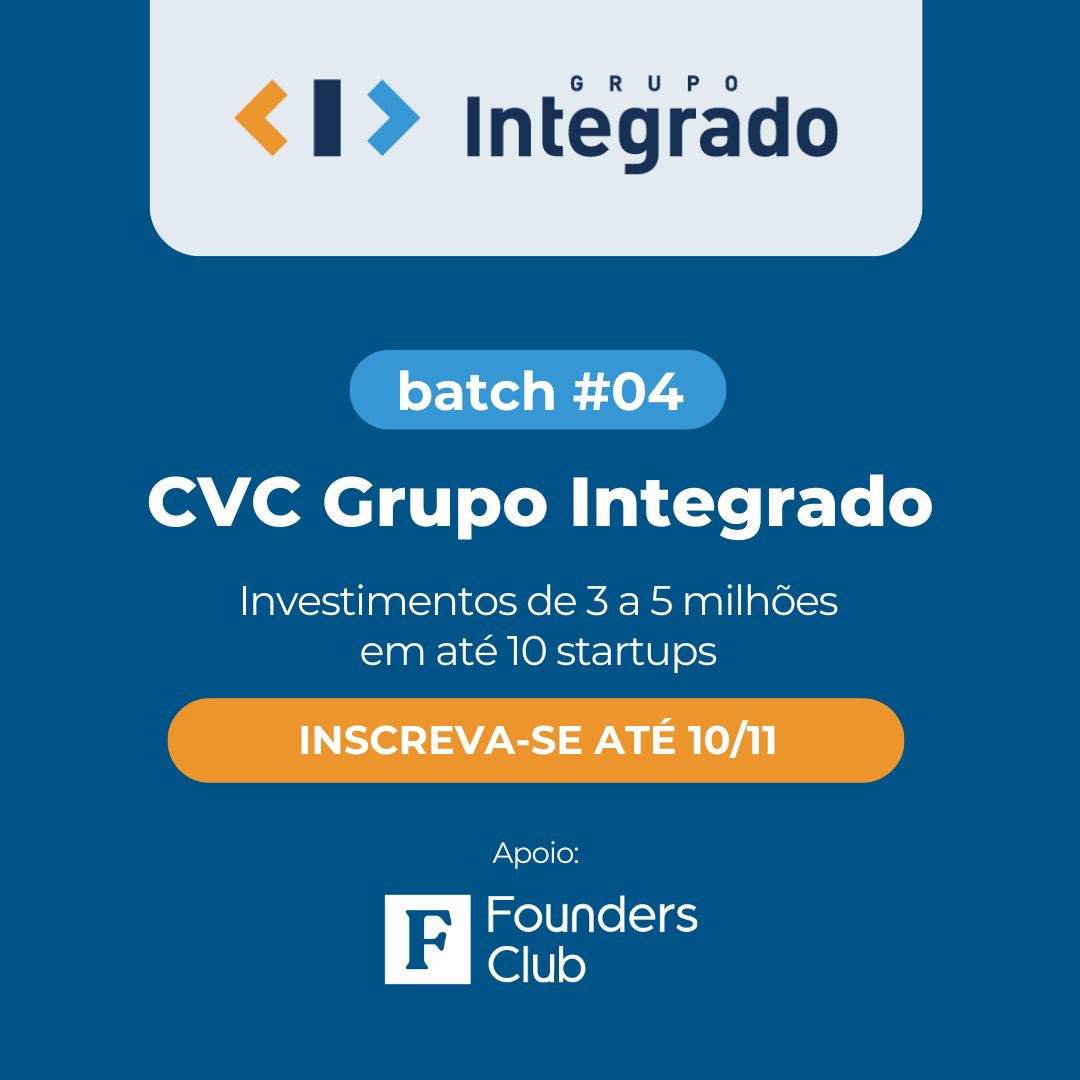 GRUPO
Integrado
batch #04
CVC Grupo Integrado
Investimentos de 3 a 5 milhões
em até 10 startups
INSCREVA-SE ATÉ 10/11
Apoio:
F Founders
Club